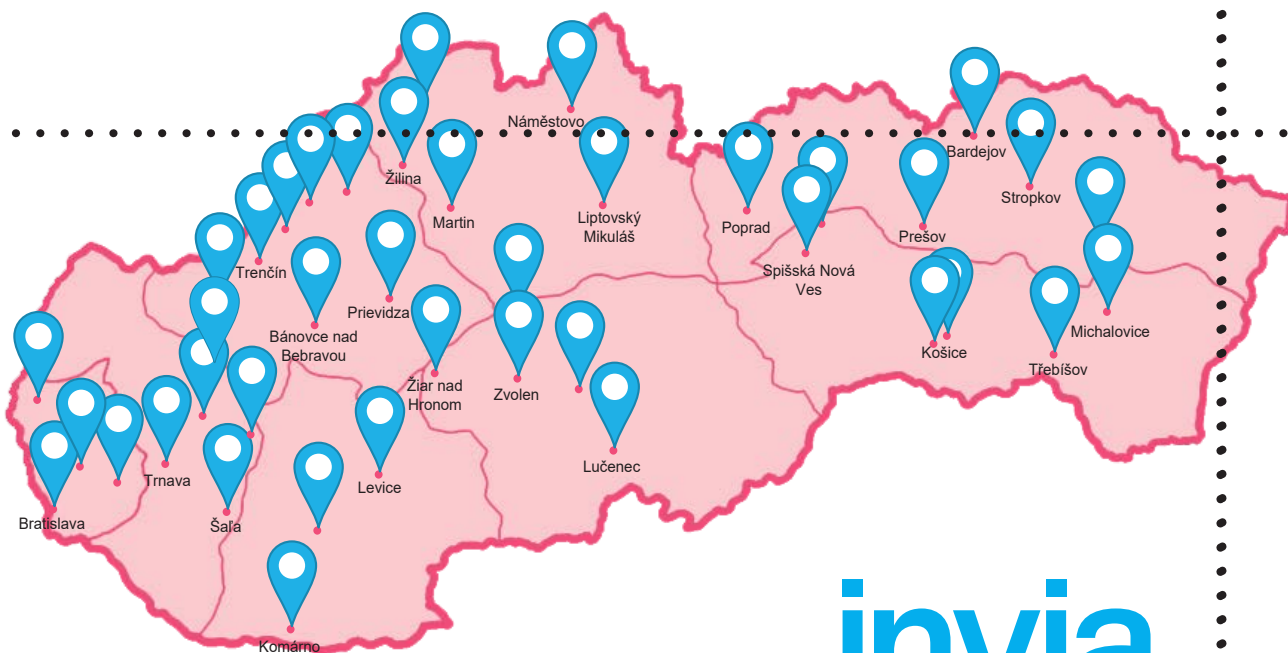 Náměstovo
Bardejov
Žilina
Stropkov
Martin
Liptovský
Mikuláš
Poprad
Prešov
Trenčín
Spišská Nová
Ves
Prievidza
Bánovce nad
Bebravou
Michalovice
Košice
Třebíšov
Žiar nad
Hronom
Zvolen
Lučenec
Trnava
Levice
Bratislava
Šaľa
Komárno
invia